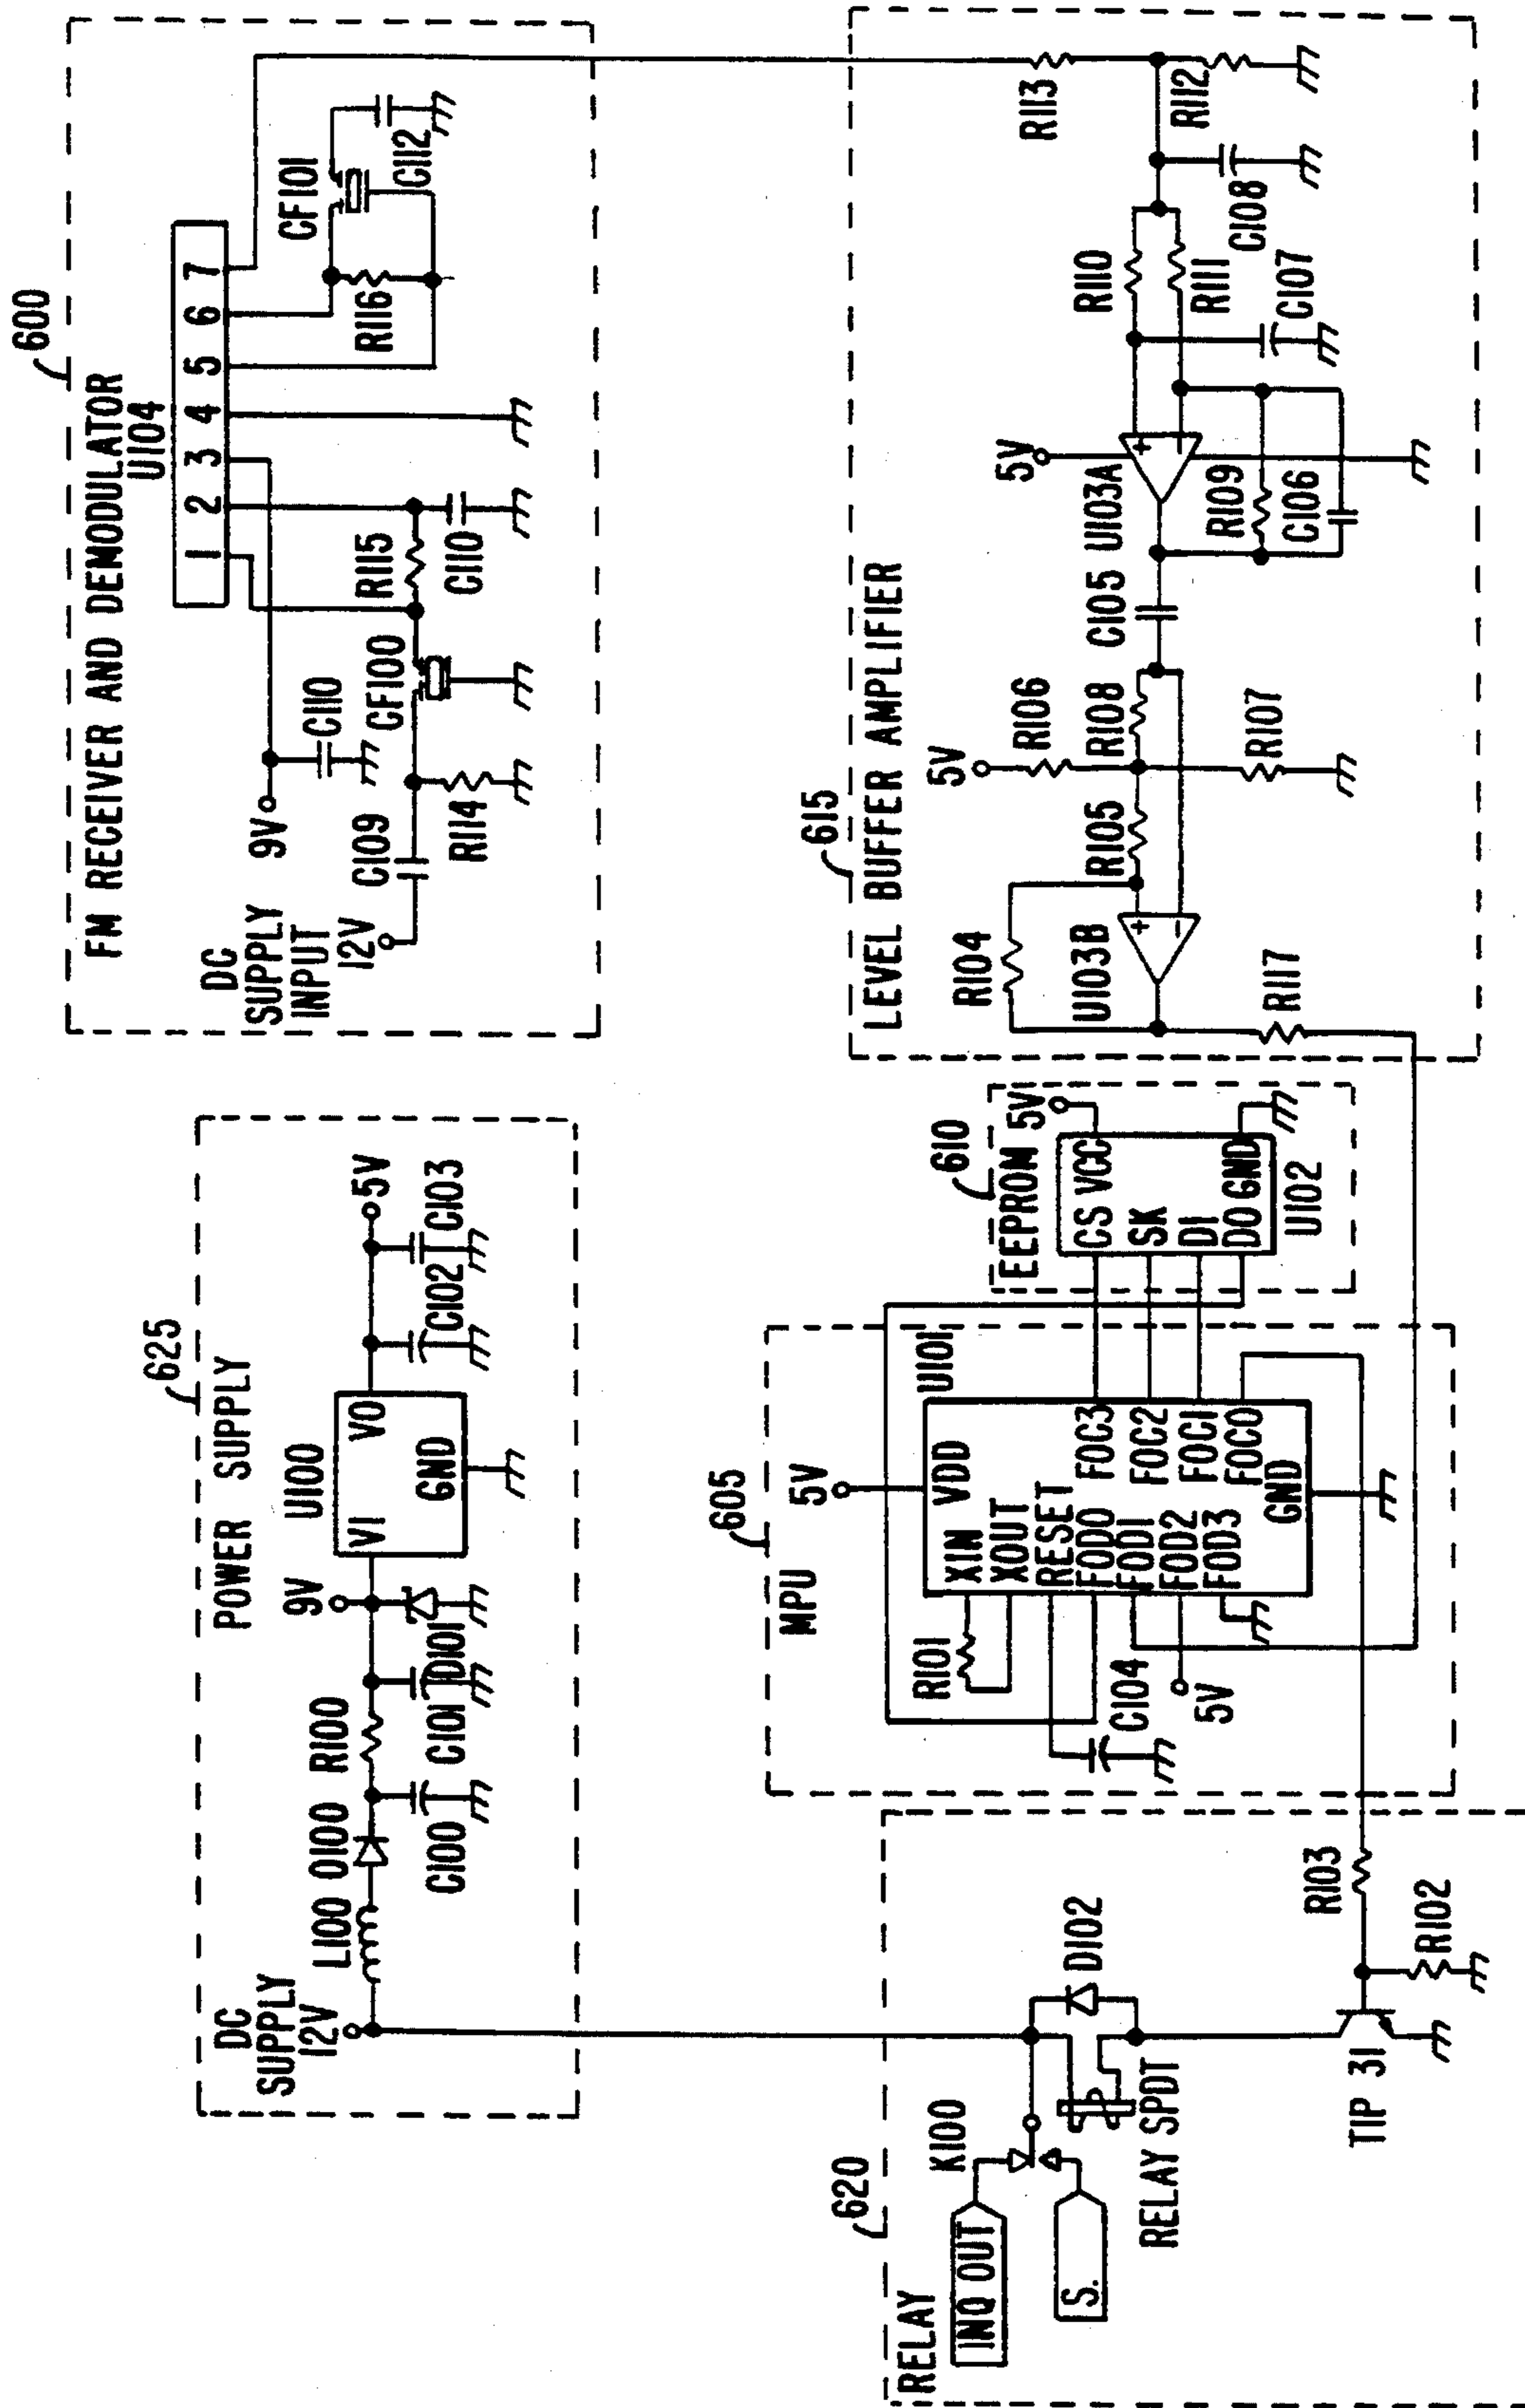 625
POWER SUPPLY
DC
SUPPLY
12V
L100
O100
R100
9V
U100
VI
VO
GND
5V
C100
C101
D101
C102
C103
600
FM RECEIVER AND DEMODULATOR
U104
1 2 3 4 5 6 7
DC
SUPPLY
INPUT
12V
9V
C110
C109
CF100
R114
R115
C110
R116
CF101
C112
620
RELAY
K100
INQ OUT
S.
RELAY SPDT
D102
TIP 31
R103
R102
605
MPU
5V
U101
VDD
XIN
XOUT
RESET
FOD0
FOD1
FOD2
FOD3
FOC3
FOC2
FOC1
FOC0
GND
R101
C104
5V
610
EEPROM
5V
CS VCC
SK
DI
DO GND
U102
615
LEVEL BUFFER AMPLIFIER
R104
U103B
R117
R105
5V
R106
R108
R107
C105
5V
U103A
R109
C106
R110
R111
C107
C108
R113
R112